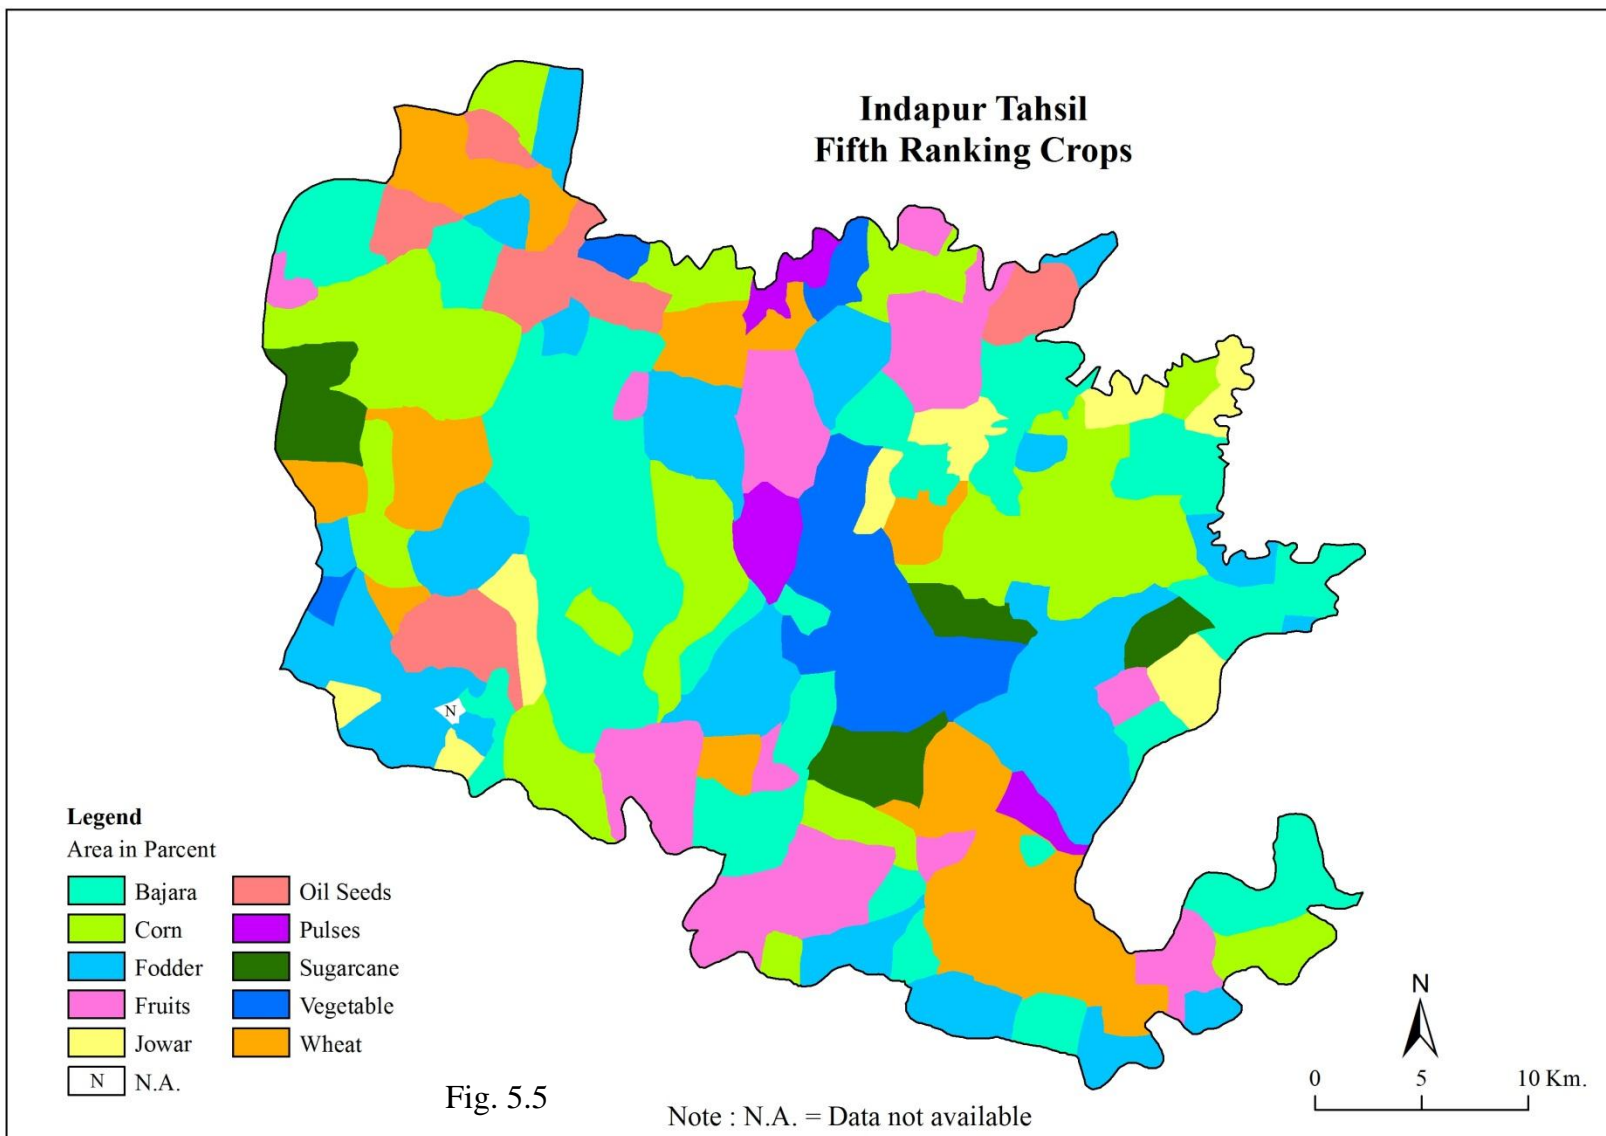 Indapur Tahsil
Fifth Ranking Crops
N
Legend
Area in Parcent
Bajara
Oil Seeds
Corn
Pulses
Fodder
Sugarcane
Fruits
Vegetable
Jowar
Wheat
N N.A.
Fig. 5.5
Note : N.A. = Data not available
N
0 5 10 Km.